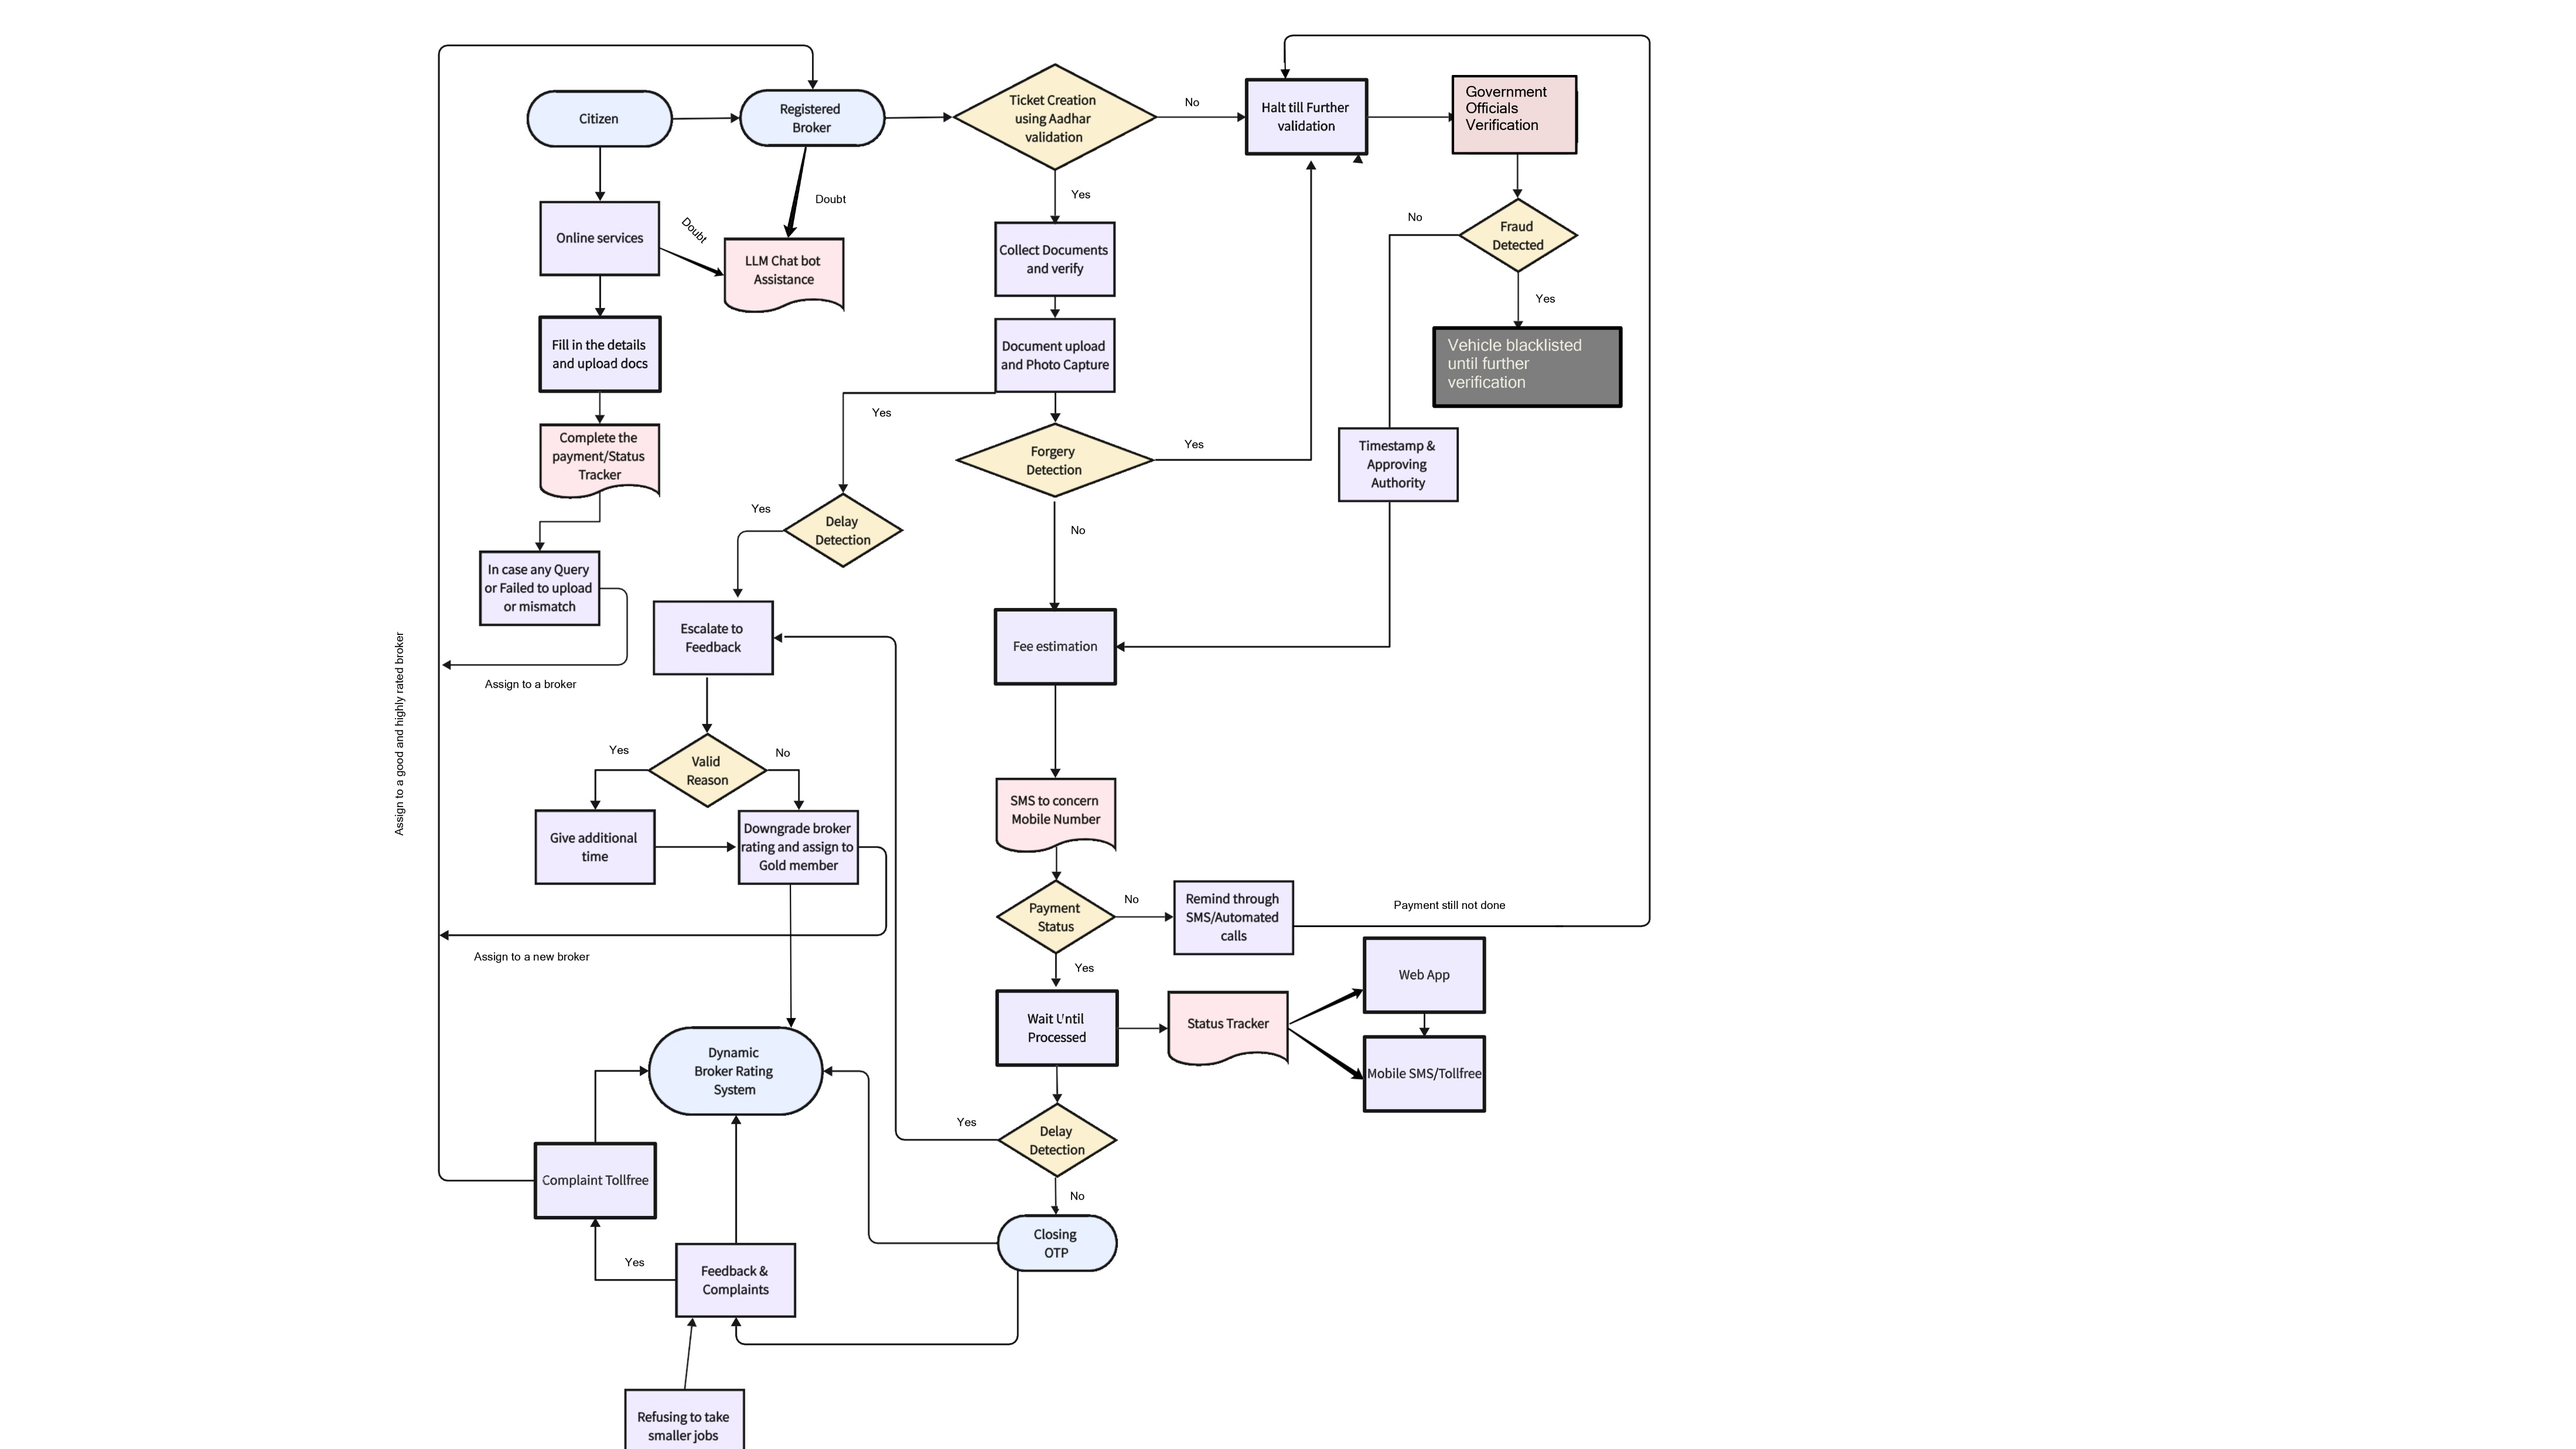 Citizen
Registered
Broker
Ticket Creation
using Aadhar
validation
No
Halt till Further
validation
Government
Officials
Verification
Yes
Doubt
Doubt
Online services
LLM Chat bot
Assistance
Collect Documents
and verify
No
Fraud
Detected
Yes
Fill in the details
and upload docs
Document upload
and Photo Capture
Vehicle blacklisted
until further
verification
Yes
Complete the
payment/Status
Tracker
Forgery
Detection
Yes
Timestamp &
Approving
Authority
Yes
Delay
Detection
No
In case any Query
or Failed to upload
or mismatch
Escalate to
Feedback
Fee estimation
Assign to a broker
Assign to a good and highly rated broker
Yes
Valid
Reason
No
Give additional
time
Downgrade broker
rating and assign to
Gold member
SMS to concern
Mobile Number
Payment
Status
No
Remind through
SMS/Automated
calls
Payment still not done
Assign to a new broker
Yes
Wait Until
Processed
Status Tracker
Web App
Mobile SMS/Tollfree
Dynamic
Broker Rating
System
Yes
Delay
Detection
No
Complaint Tollfree
Closing
OTP
Yes
Feedback &
Complaints
Refusing to take
smaller jobs